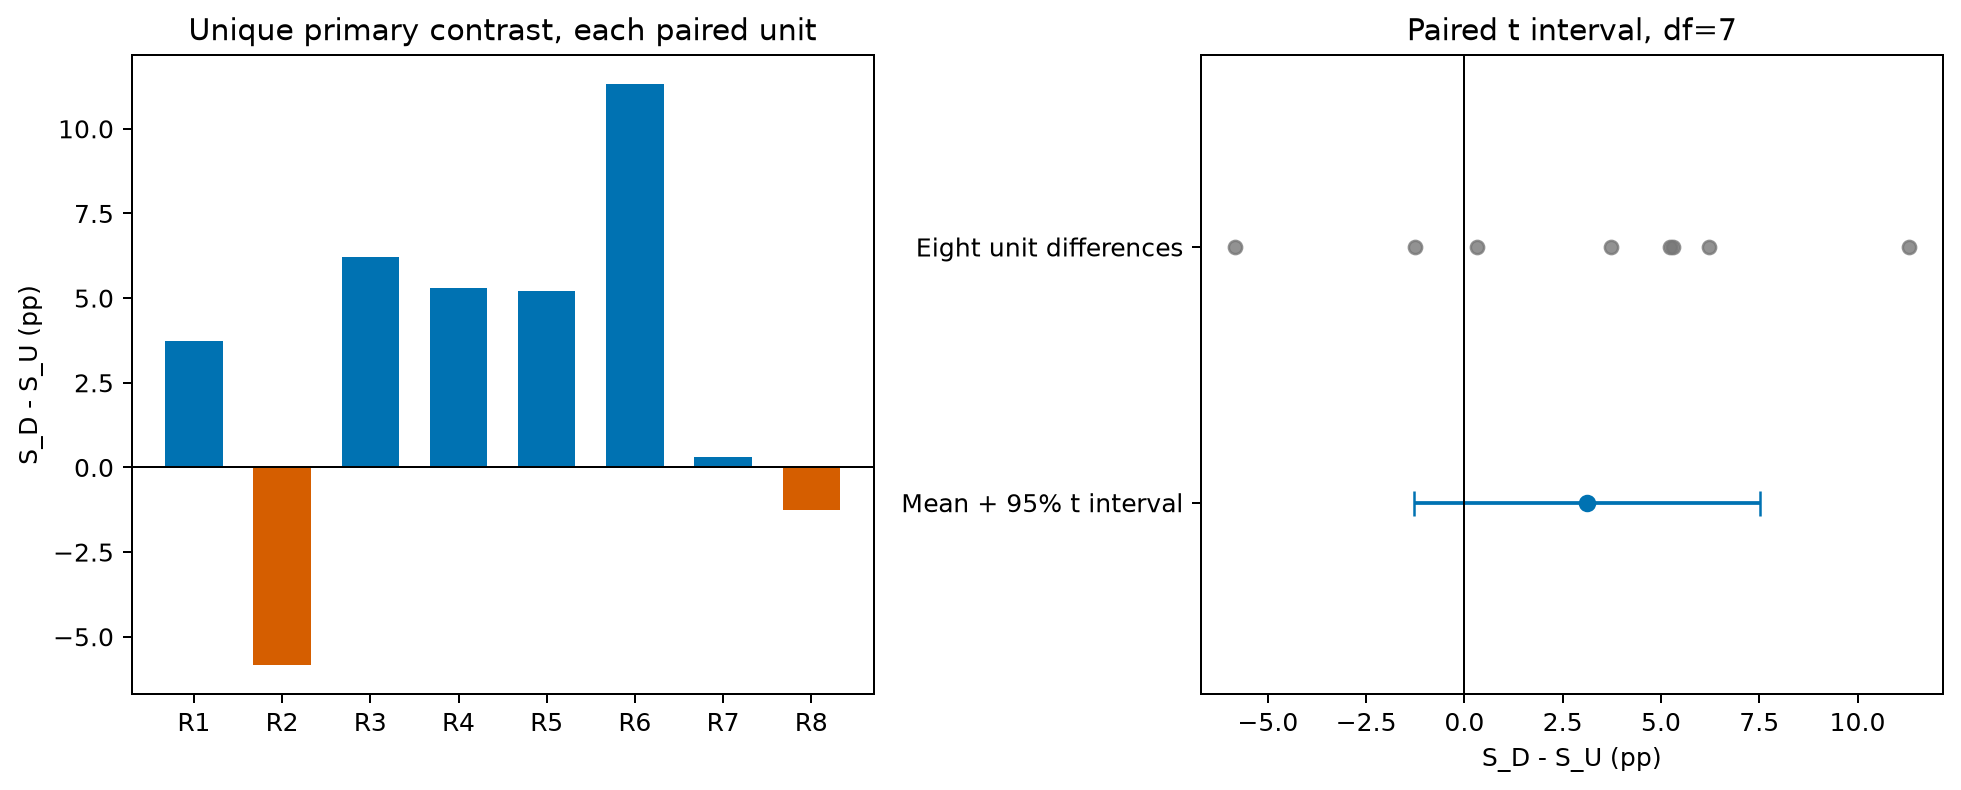 Unique primary contrast, each paired unit
S_D - S_U (pp)
10.0
7.5
5.0
2.5
0.0
−2.5
−5.0
R1 R2 R3 R4 R5 R6 R7 R8
Paired t interval, df=7
Eight unit differences
Mean + 95% t interval
−5.0 −2.5 0.0 2.5 5.0 7.5 10.0
S_D - S_U (pp)